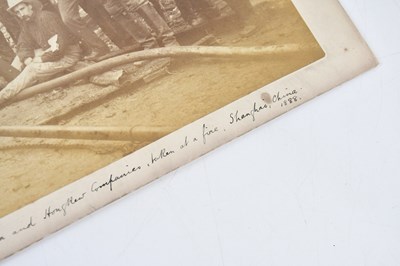 and Hongkew Companies, taken at a fire, Shanghai, China.
1888.